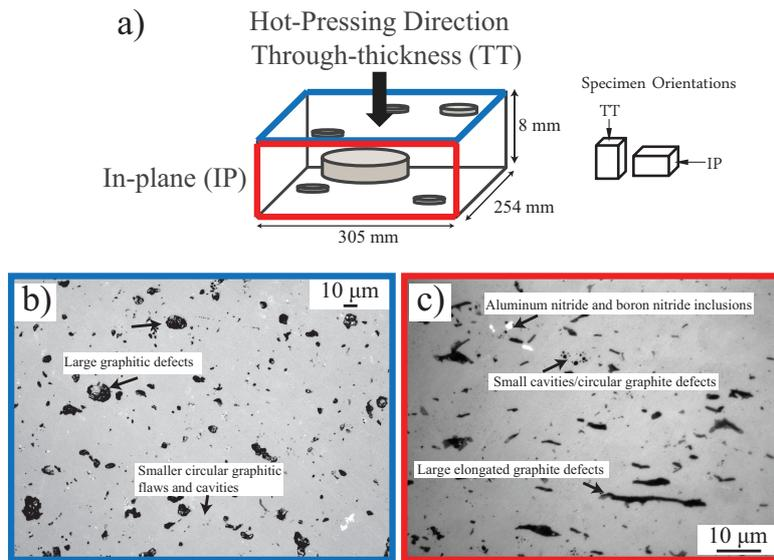 a)
Hot-Pressing Direction
Through-thickness (TT)
Specimen Orientations
TT
8 mm
In-plane (IP)
IP
254 mm
305 mm
b)
10 μm
Large graphitic defects
Smaller circular graphitic
flaws and cavities
c)
Aluminum nitride and boron nitride inclusions
Small cavities/circular graphite defects
Large elongated graphite defects
10 μm